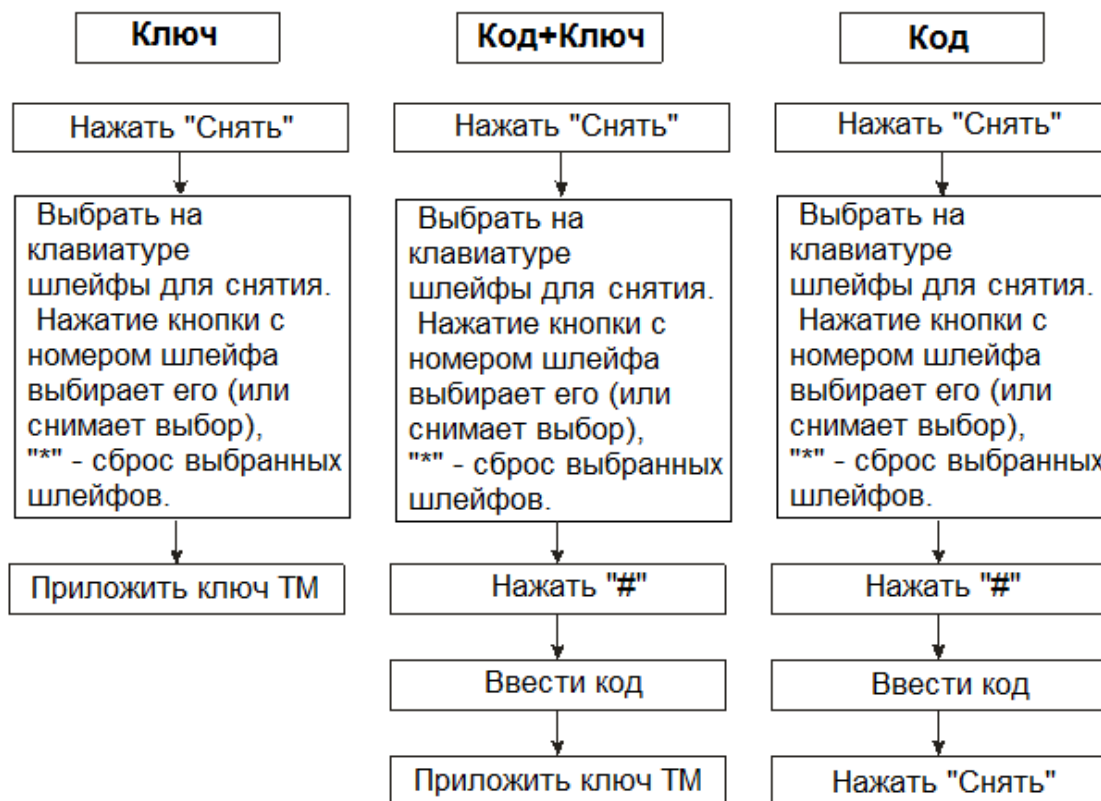 Ключ
Нажать "Снять"
Выбрать на
клавиатуре
шлейфы для снятия.
Нажатие кнопки с
номером шлейфа
выбирает его (или
снимает выбор),
"*" - сброс выбранных
шлейфов.
Приложить ключ ТМ
Код+Ключ
Нажать "Снять"
Выбрать на
клавиатуре
шлейфы для снятия.
Нажатие кнопки с
номером шлейфа
выбирает его (или
снимает выбор),
"*" - сброс выбранных
шлейфов.
Нажать "#"
Ввести код
Приложить ключ ТМ
Код
Нажать "Снять"
Выбрать на
клавиатуре
шлейфы для снятия.
Нажатие кнопки с
номером шлейфа
выбирает его (или
снимает выбор),
"*" - сброс выбранных
шлейфов.
Нажать "#"
Ввести код
Нажать "Снять"